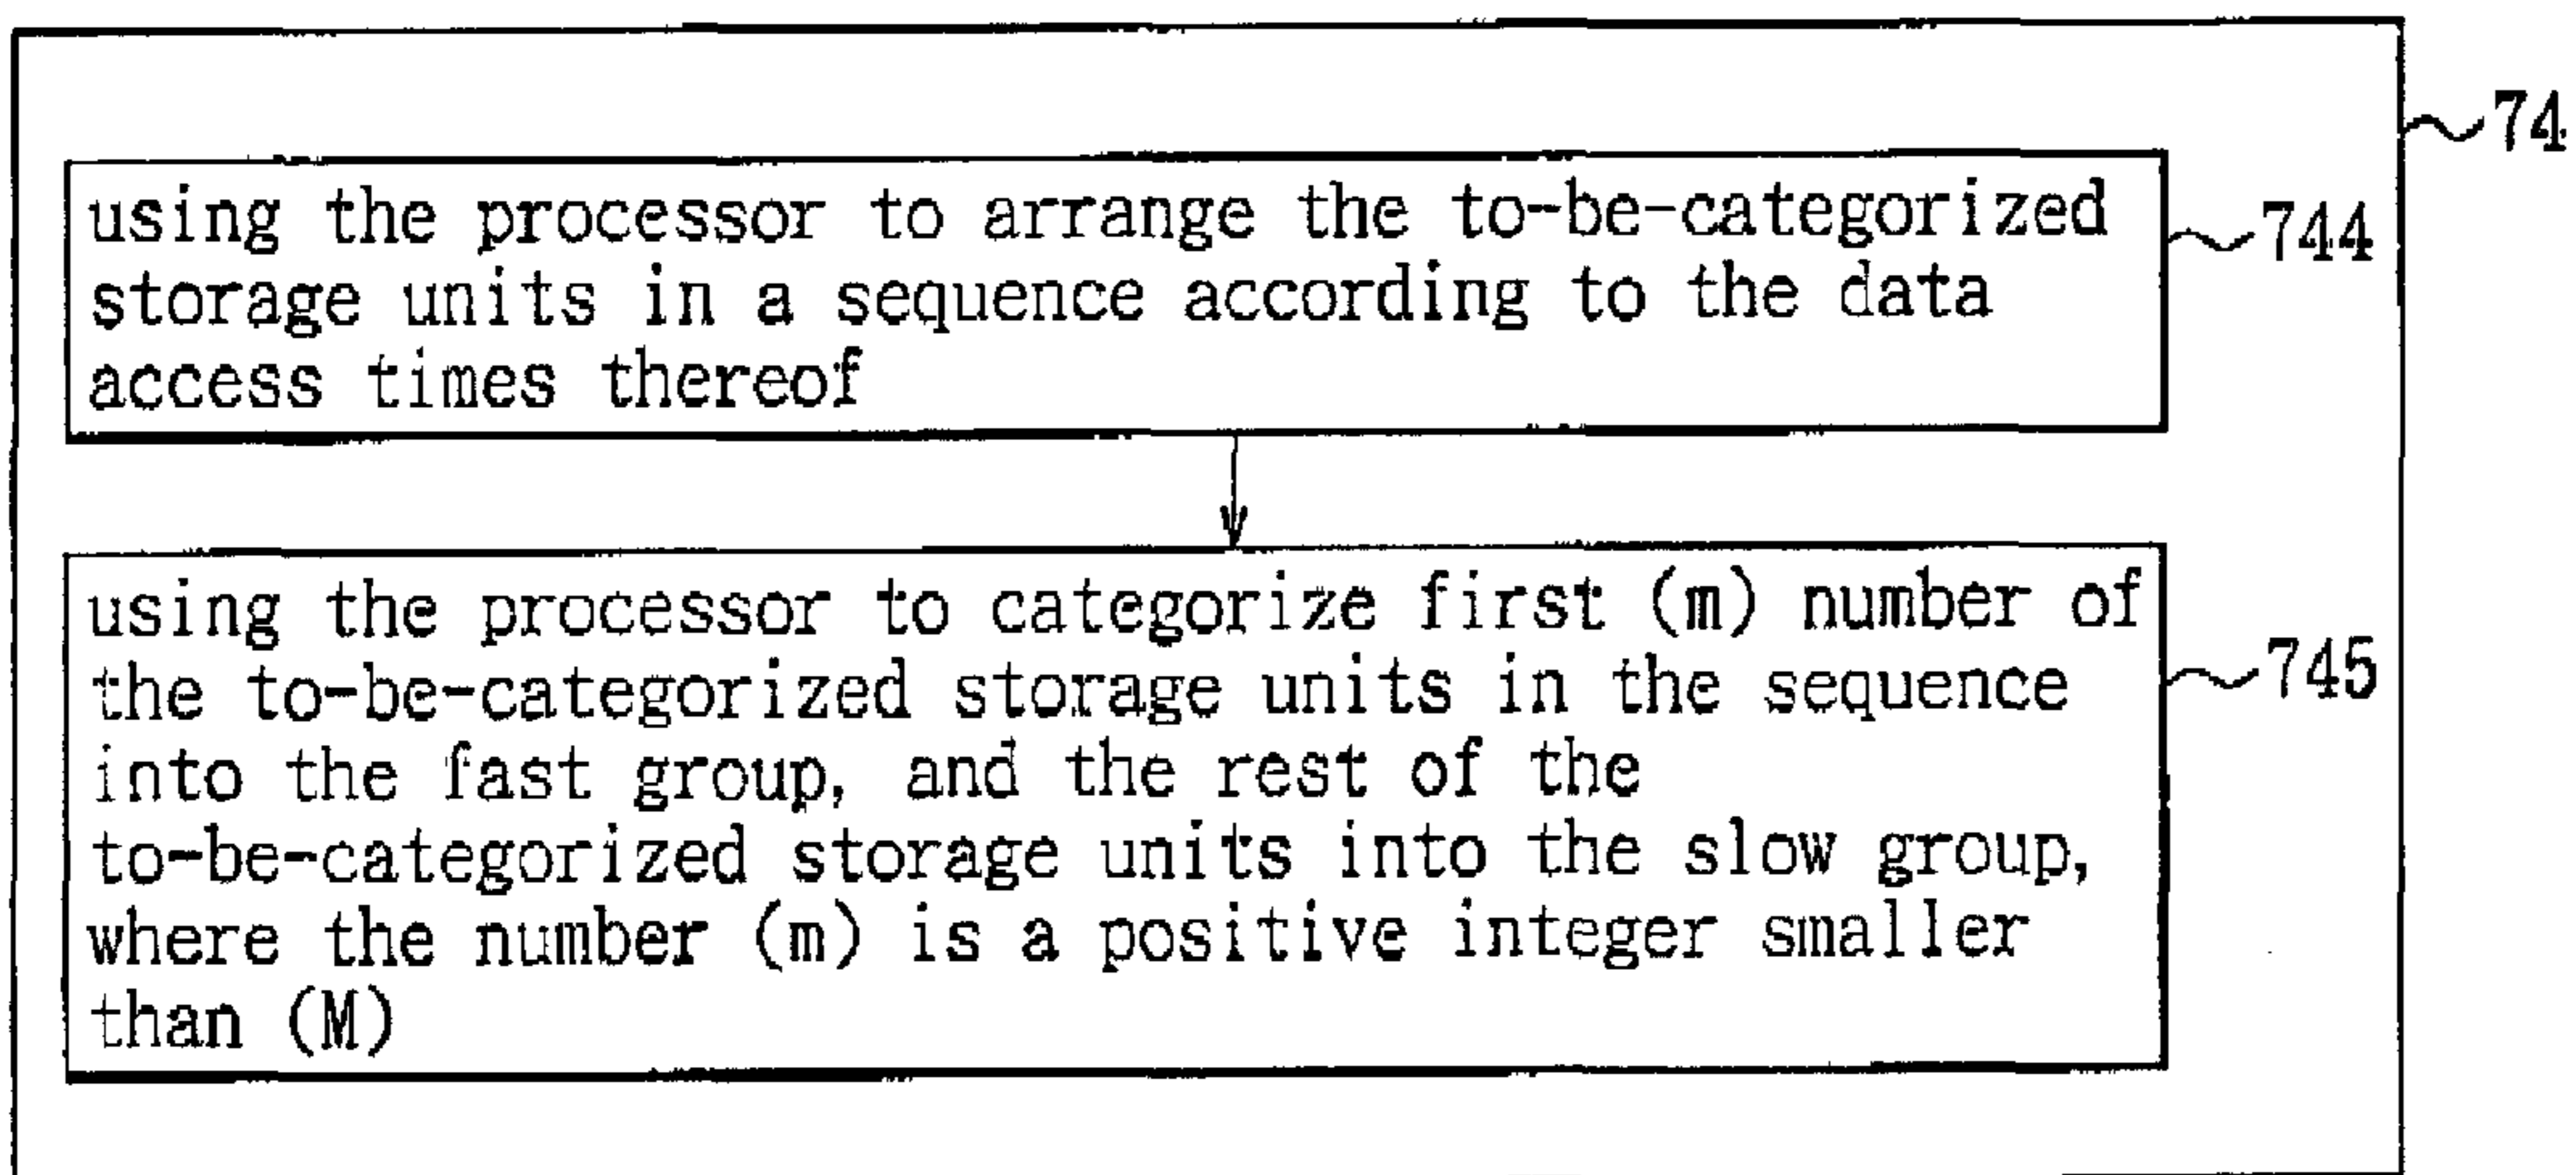 74
using the processor to arrange the to-be-categorized
storage units in a sequence according to the data
access times thereof
744
using the processor to categorize first (m) number of
the to-be-categorized storage units in the sequence
into the fast group, and the rest of the
to-be-categorized storage units into the slow group,
where the number (m) is a positive integer smaller
than (M)
745